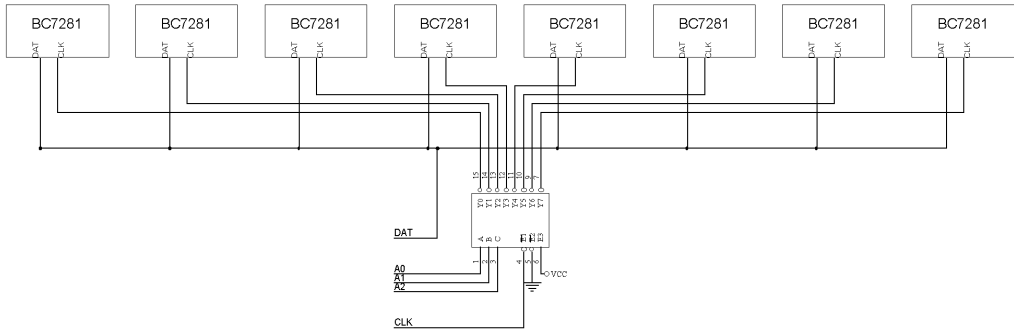 BC7281 BC7281 BC7281 BC7281 BC7281 BC7281 BC7281 BC7281
DAT CLK DAT CLK DAT CLK DAT CLK DAT CLK DAT CLK DAT CLK DAT CLK
15 14 13 12 11 10 9 7
Y0 Y1 Y2 Y3 Y4 Y5 Y6 Y7
DAT
A B C E1 E2 E3
1 2 3 4 5 6
A0
VCC
A1
A2
CLK